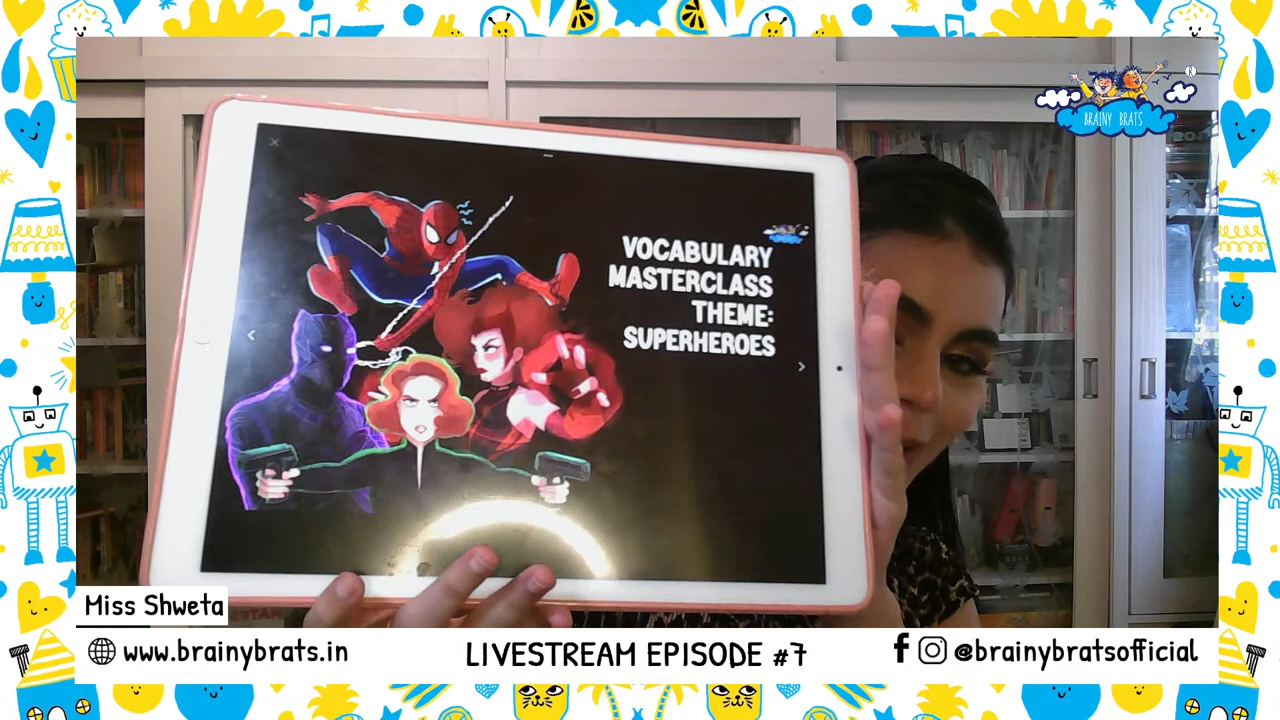 BRAINY BRATS
VOCABULARY
MASTERCLASS
THEME:
SUPERHEROES
Miss Shweta
www.brainybrats.in
LIVESTREAM EPISODE #7
@brainybratsofficial